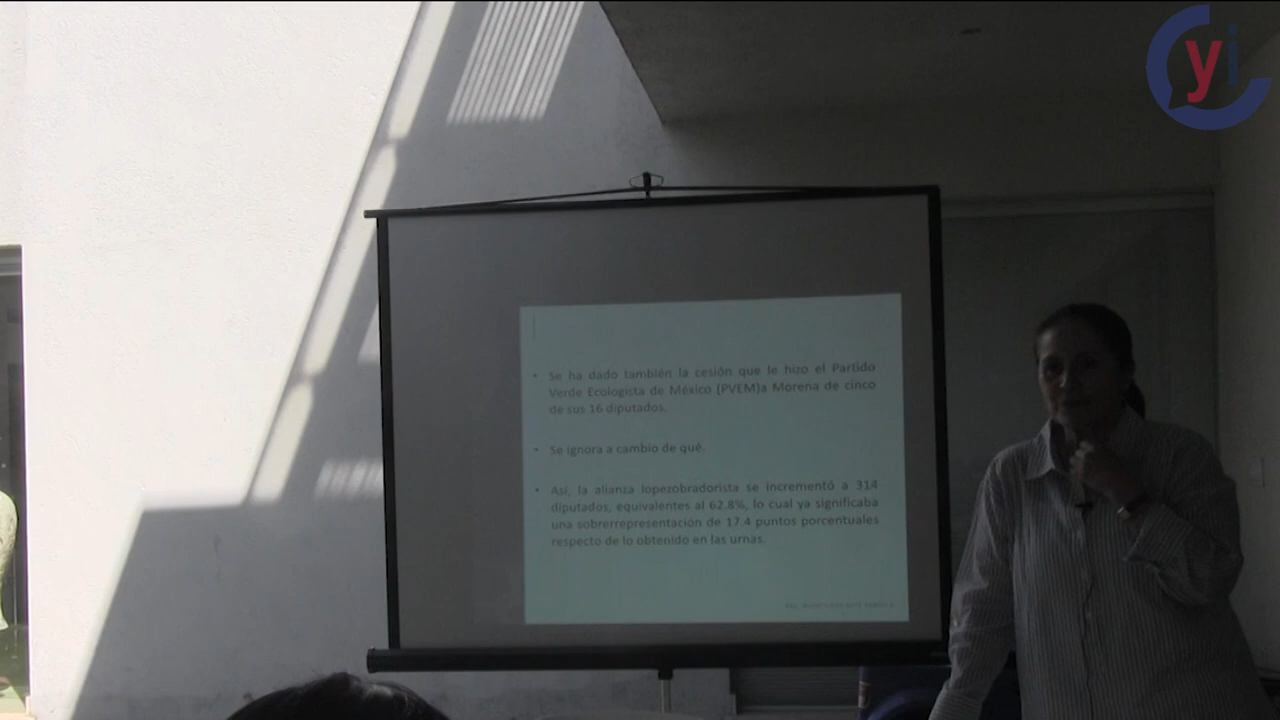 yi
• Se ha dado también la cesión que le hizo el Partido
Verde Ecologista de México (PVEM)a Morena de cinco
de sus 16 diputados.
• Se ignora a cambio de qué.
• Así, la alianza lopezobradorista se incrementó a 314
diputados, equivalentes al 62.8%, lo cual ya significaba
una sobrerrepresentación de 17.4 puntos porcentuales
respecto de lo obtenido en las urnas.